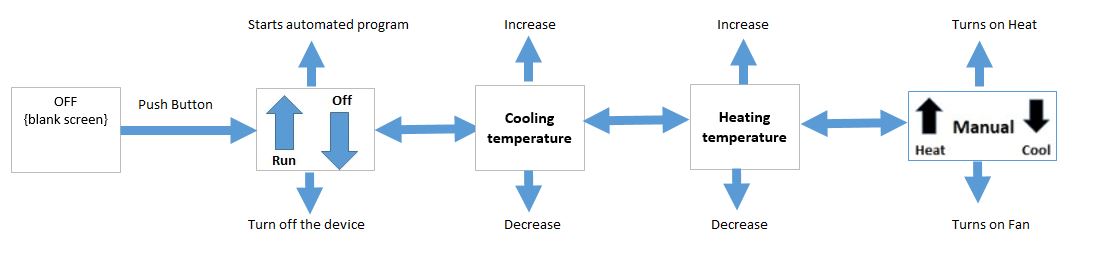 Starts automated program
Increase
Increase
Turns on Heat
OFF
{blank screen}
Push Button
Off
Run
Cooling
temperature
Heating
temperature
Manual
Heat
Cool
Turn off the device
Decrease
Decrease
Turns on Fan